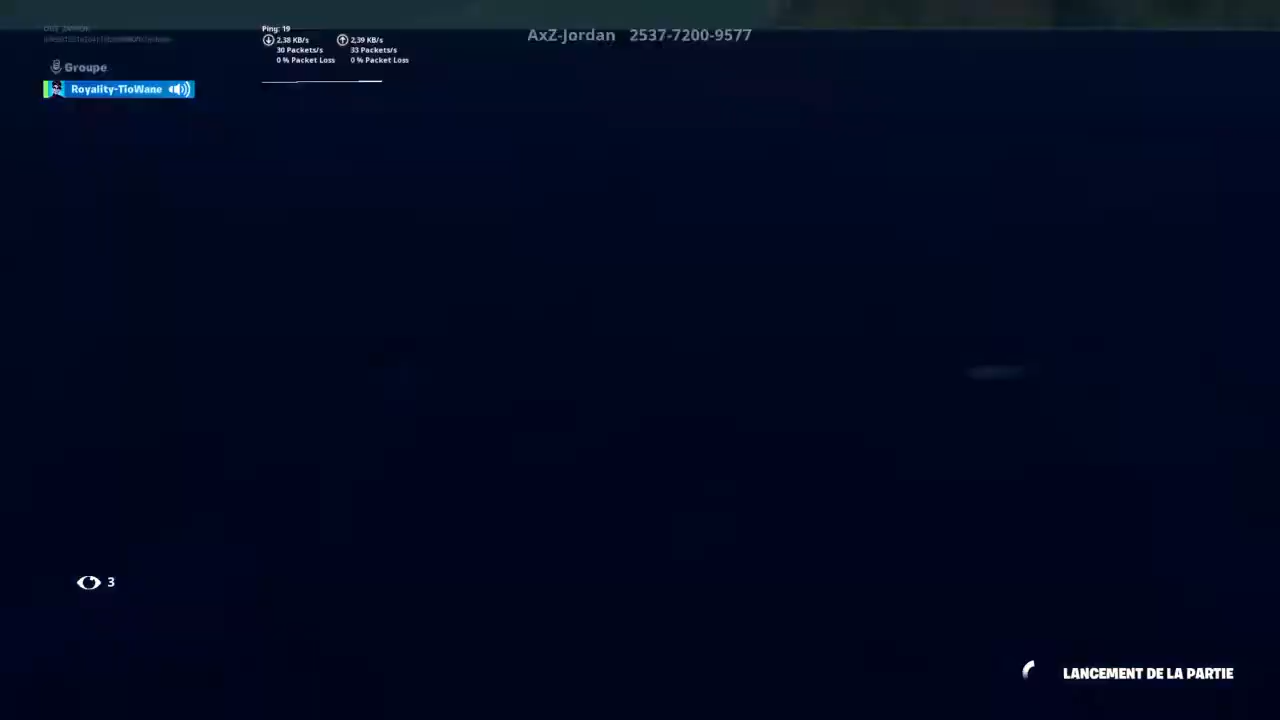 Ping: 19
2,38 KB/s 2,39 KB/s
30 Packets/s 33 Packets/s
0 % Packet Loss 0 % Packet Loss
AxZ-Jordan 2537-7200-9577
Groupe
Royality-TioWane
3
LANCEMENT DE LA PARTIE